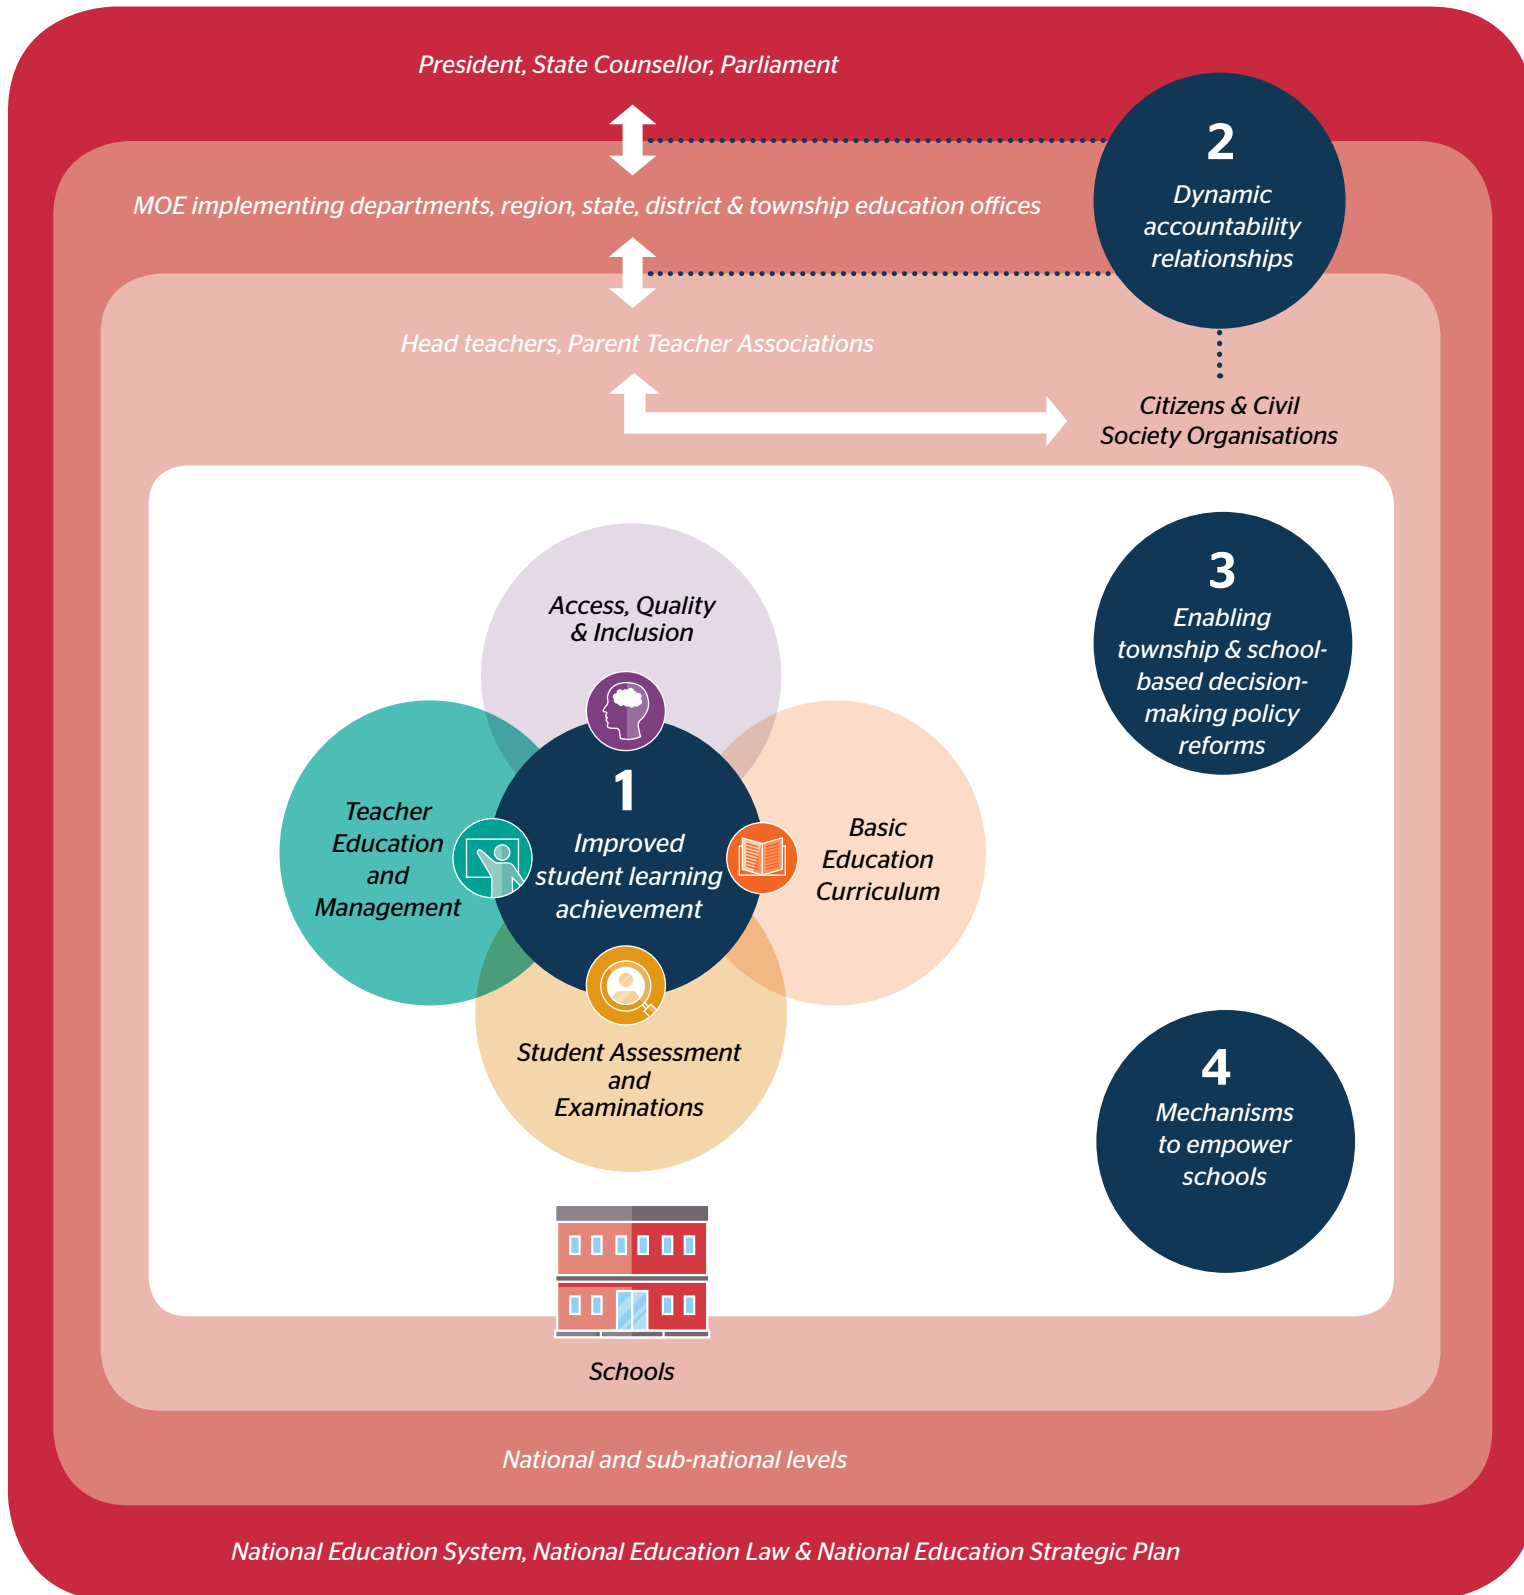 President, State Counsellor, Parliament
2
Dynamic
accountability
relationships
MOE implementing departments, region, state, district & township education offices
Head teachers, Parent Teacher Associations
Citizens & Civil
Society Organisations
Access, Quality
& Inclusion
3
Enabling
township & school-
based decision-
making policy
reforms
Teacher
Education
and
Management
1
Improved
student learning
achievement
Basic
Education
Curriculum
Student Assessment
and
Examinations
4
Mechanisms
to empower
schools
Schools
National and sub-national levels
National Education System, National Education Law & National Education Strategic Plan